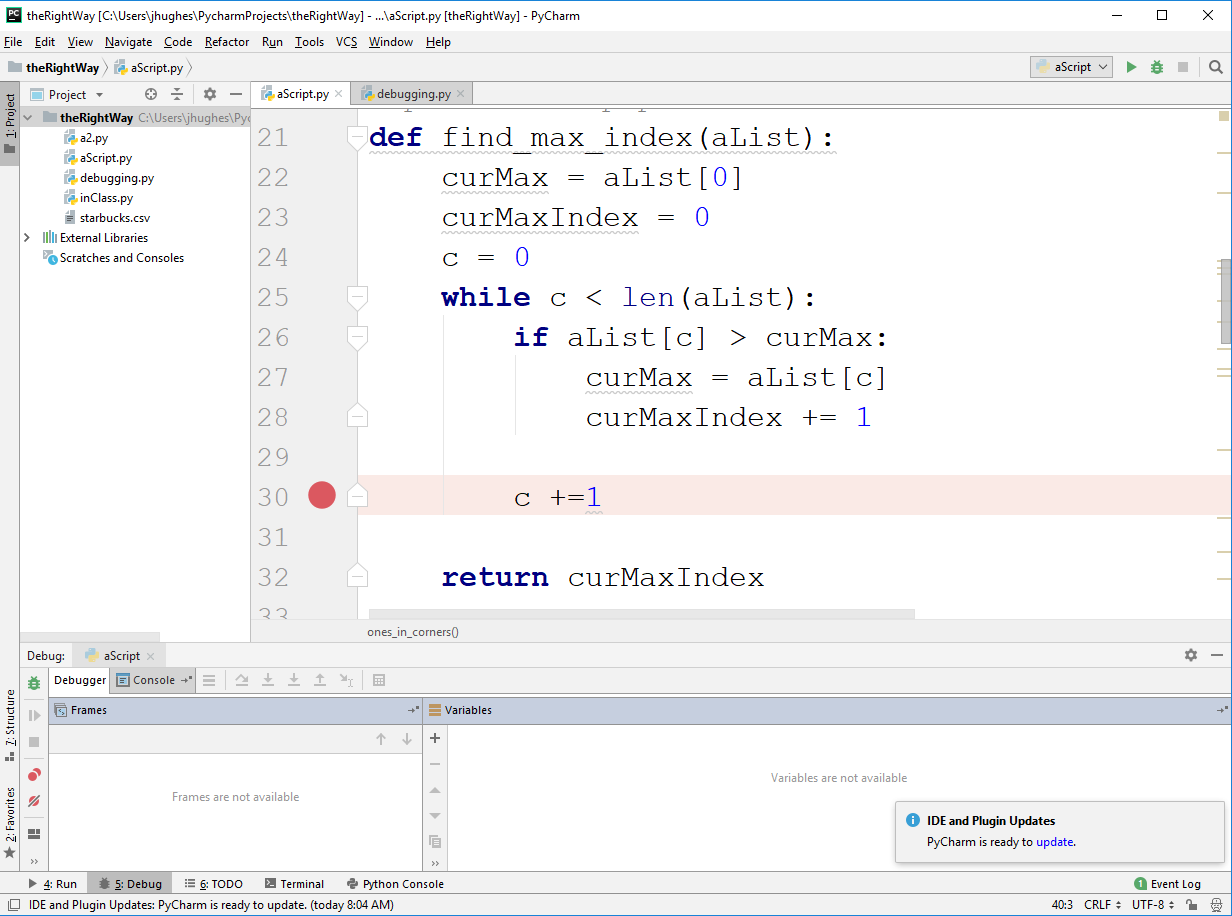 theRightWay [C:\Users\jhughes\PycharmProjects\theRightWay] - ...\aScript.py [theRightWay] - PyCharm
File Edit View Navigate Code Refactor Run Tools VCS Window Help
theRightWay aScript.py aScript
1: Project
Project
aScript.py debugging.py
theRightWay C:\Users\jhughes\Pyc
a2.py
aScript.py
debugging.py
inClass.py
starbucks.csv
External Libraries
Scratches and Consoles
21 def find_max_index(aList):
22 curMax = aList[0]
23 curMaxIndex = 0
24 c = 0
25 while c < len(aList):
26 if aList[c] > curMax:
27 curMax = aList[c]
28 curMaxIndex += 1
29
30 c +=1
31
32 return curMaxIndex
33
ones_in_corners()
Debug: aScript
Debugger Console
7: Structure
2: Favorites
Frames Variables
Frames are not available
Variables are not available
IDE and Plugin Updates
PyCharm is ready to update.
4: Run 5: Debug 6: TODO Terminal Python Console 1 Event Log
IDE and Plugin Updates: PyCharm is ready to update. (today 8:04 AM) 40:3 CRLF UTF-8